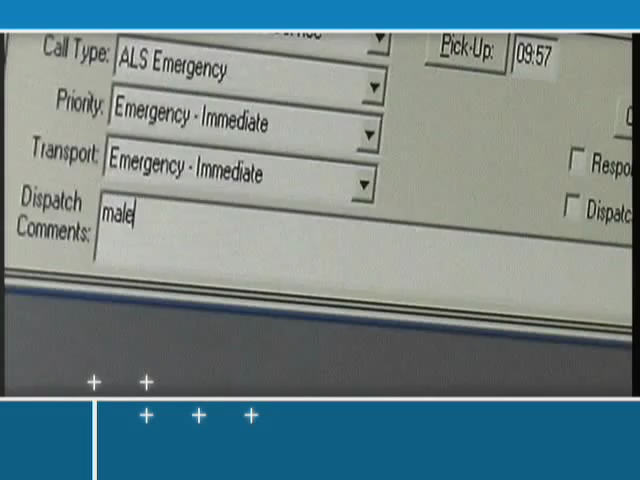 Pick-Up: 09:57
Call Type: ALS Emergency
Priority: Emergency - Immediate
Transport: Emergency - Immediate
Dispatch Comments: male